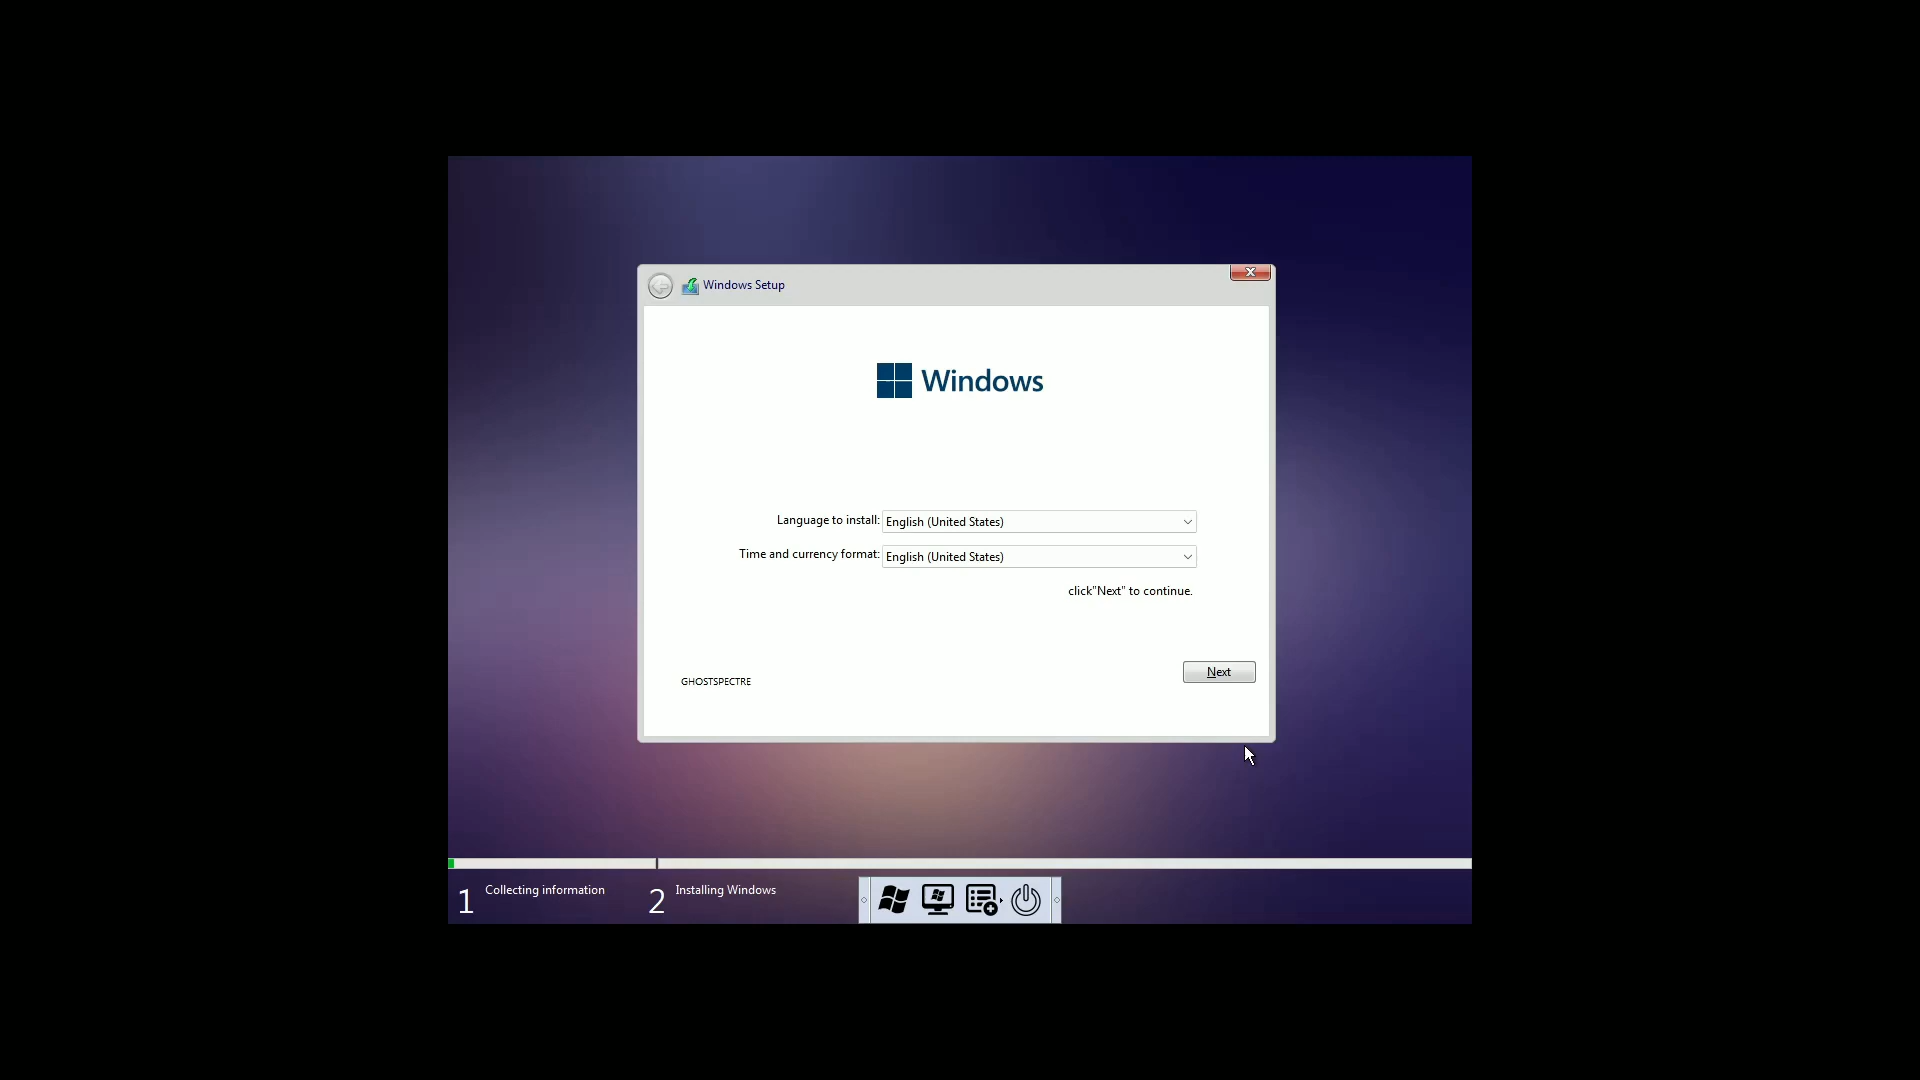 Windows Setup
Windows
Language to install: English (United States)
Time and currency format: English (United States)
click"Next" to continue.
Next
GHOSTSPECTRE
1 Collecting information
2 Installing Windows